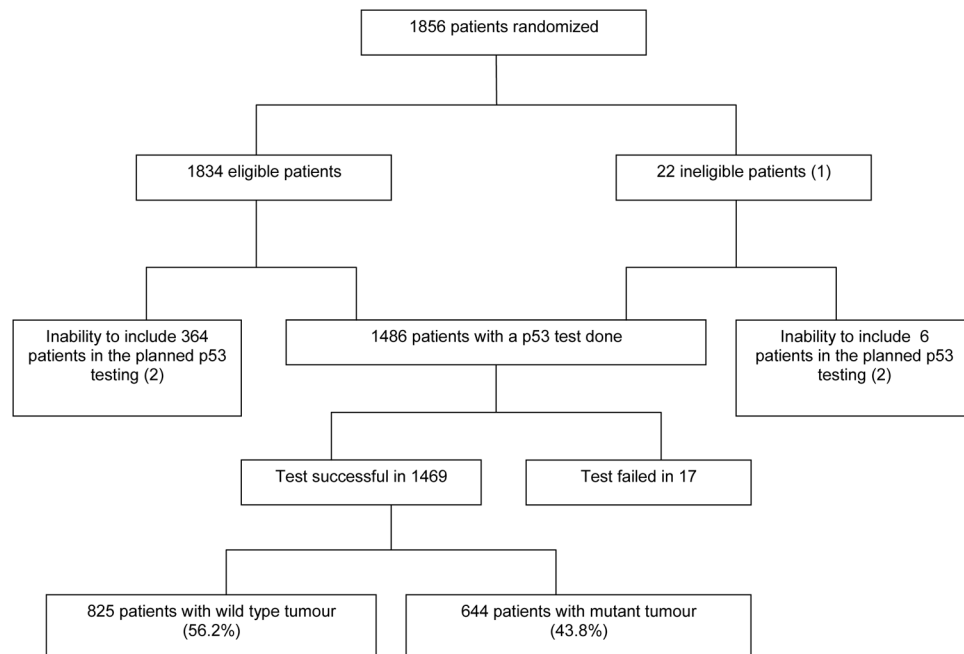 1856 patients randomized
1834 eligible patients
22 ineligible patients (1)
Inability to include 364
patients in the planned p53
testing (2)
1486 patients with a p53 test done
Inability to include 6
patients in the planned p53
testing (2)
Test successful in 1469
Test failed in 17
825 patients with wild type tumour
(56.2%)
644 patients with mutant tumour
(43.8%)